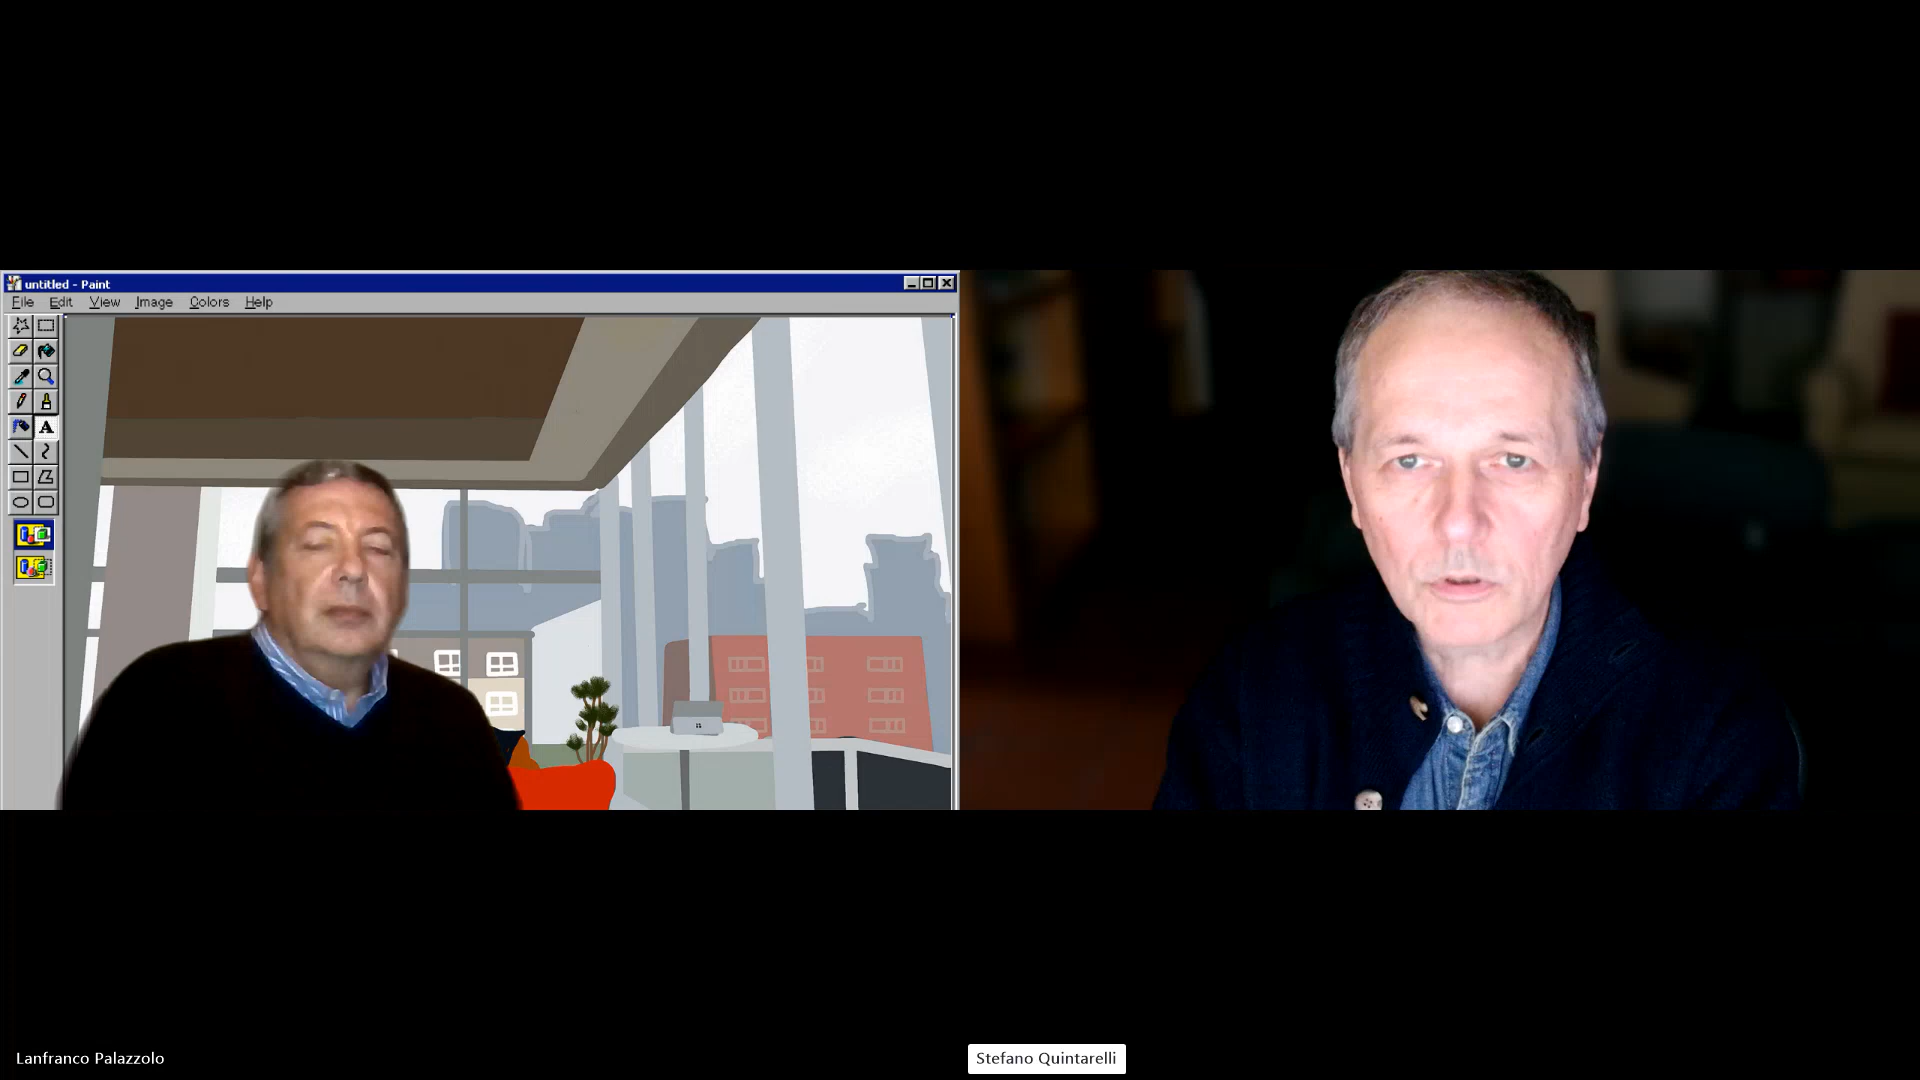 untitled - Paint
File Edit View Image Colors Help
A
Lanfranco Palazzolo
Stefano Quintarelli